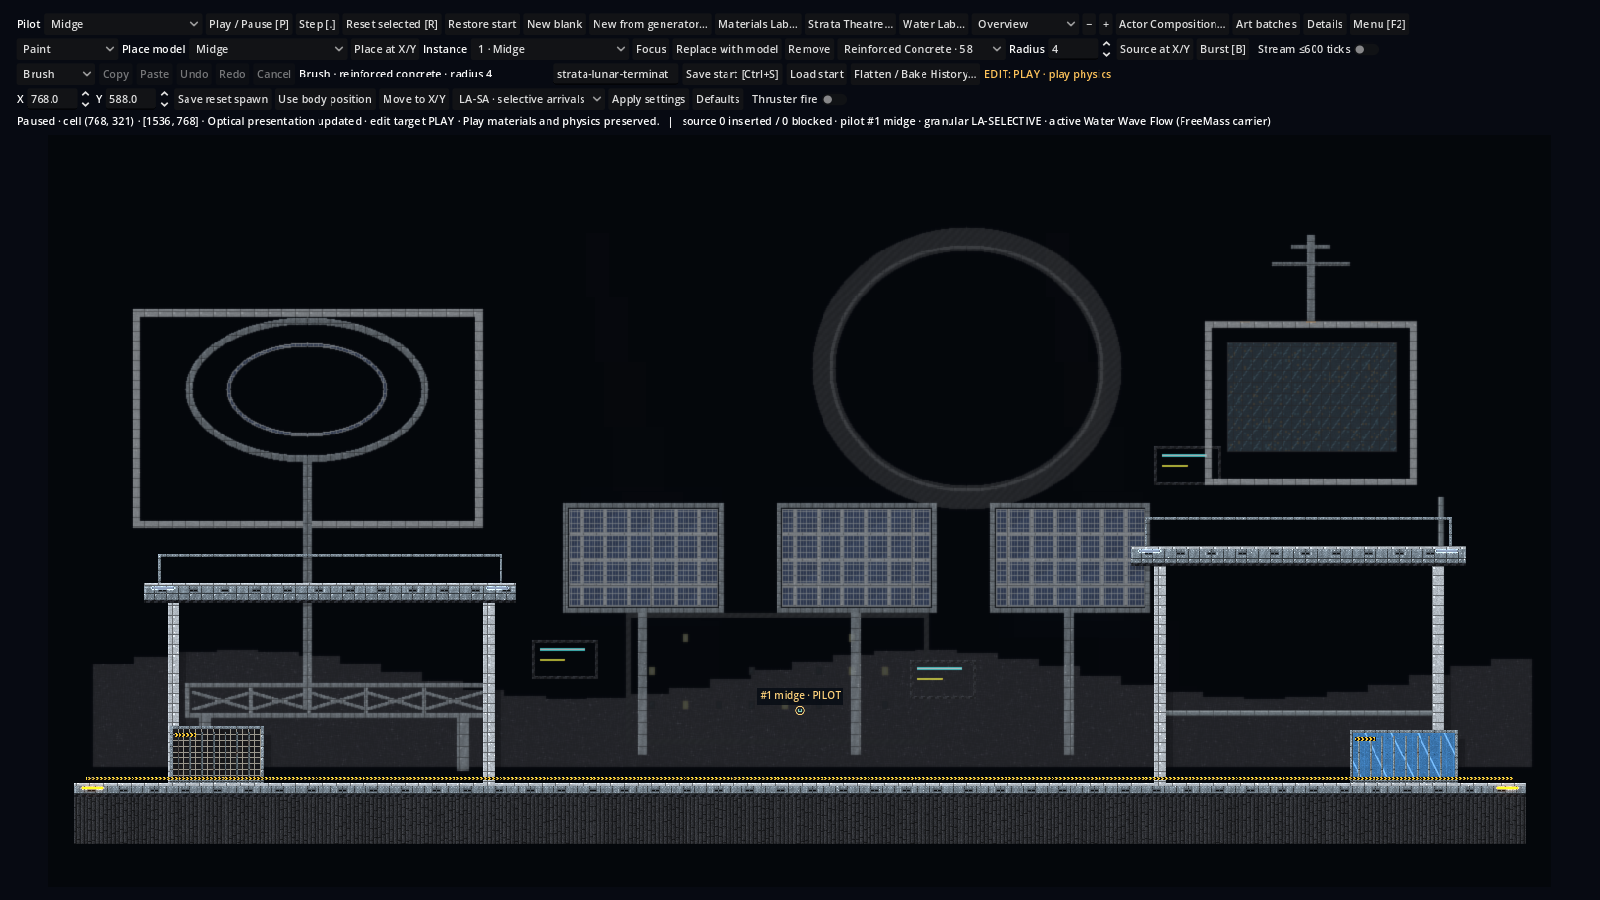 Pilot Midge Play / Pause [P] Step [.] Reset selected [R] Restore start New blank New from generator... Materials Lab... Strata Theatre... Water Lab... Overview − + Actor Composition... Art batches Details Menu [F2]
Paint Place model Midge Place at X/Y Instance 1 · Midge Focus Replace with model Remove Reinforced Concrete · 58 Radius 4 Source at X/Y Burst [B] Stream ≤600 ticks
Brush Copy Paste Undo Redo Cancel Brush · reinforced concrete · radius 4 strata-lunar-terminat Save start [Ctrl+S] Load start Flatten / Bake History... EDIT: PLAY · play physics
X 768.0 Y 588.0 Save reset spawn Use body position Move to X/Y LA-SA · selective arrivals Apply settings Defaults Thruster fire
Paused · cell (768, 321) · [1536, 768] · Optical presentation updated · edit target PLAY · Play materials and physics preserved. | source 0 inserted / 0 blocked · pilot #1 midge · granular LA-SELECTIVE · active Water Wave Flow (FreeMass carrier)
#1 midge · PILOT